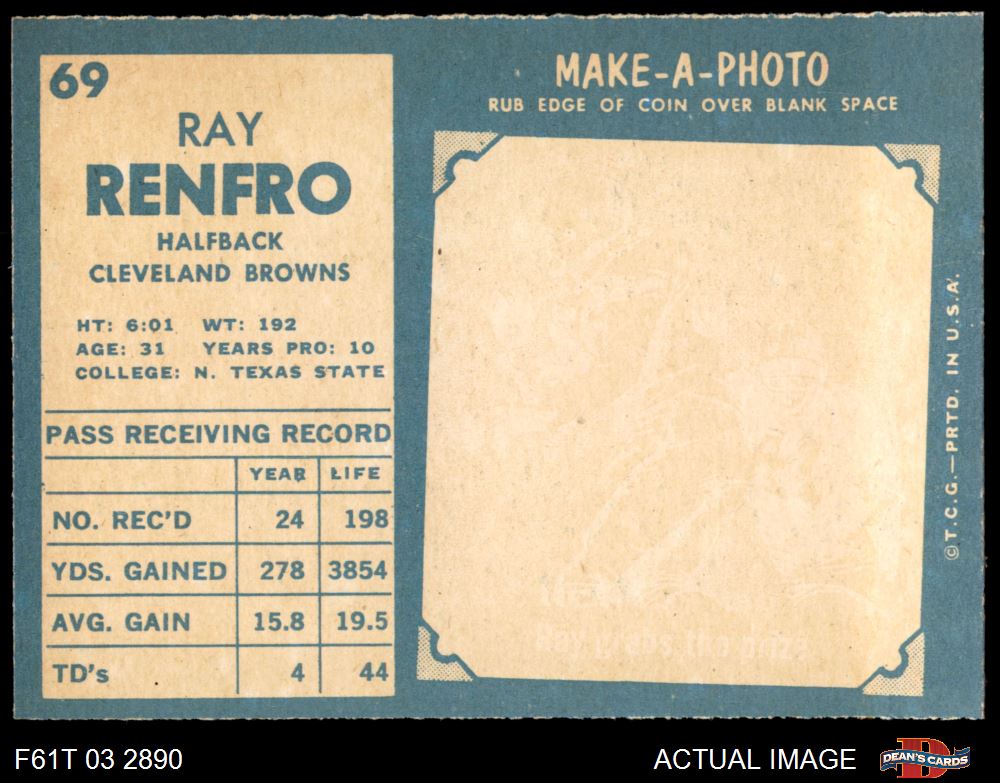 69
RAY
RENFRO
HALFBACK
CLEVELAND BROWNS
HT: 6:01 WT: 192
AGE: 31 YEARS PRO: 10
COLLEGE: N. TEXAS STATE
PASS RECEIVING RECORD
YEAR LIFE
NO. REC'D 24 198
YDS. GAINED 278 3854
AVG. GAIN 15.8 19.5
TD's 4 44
MAKE-A-PHOTO
RUB EDGE OF COIN OVER BLANK SPACE
©T.C.G.—PRTD. IN U.S.A.
F61T 03 2890
ACTUAL IMAGE
D
DEAN'S CARDS